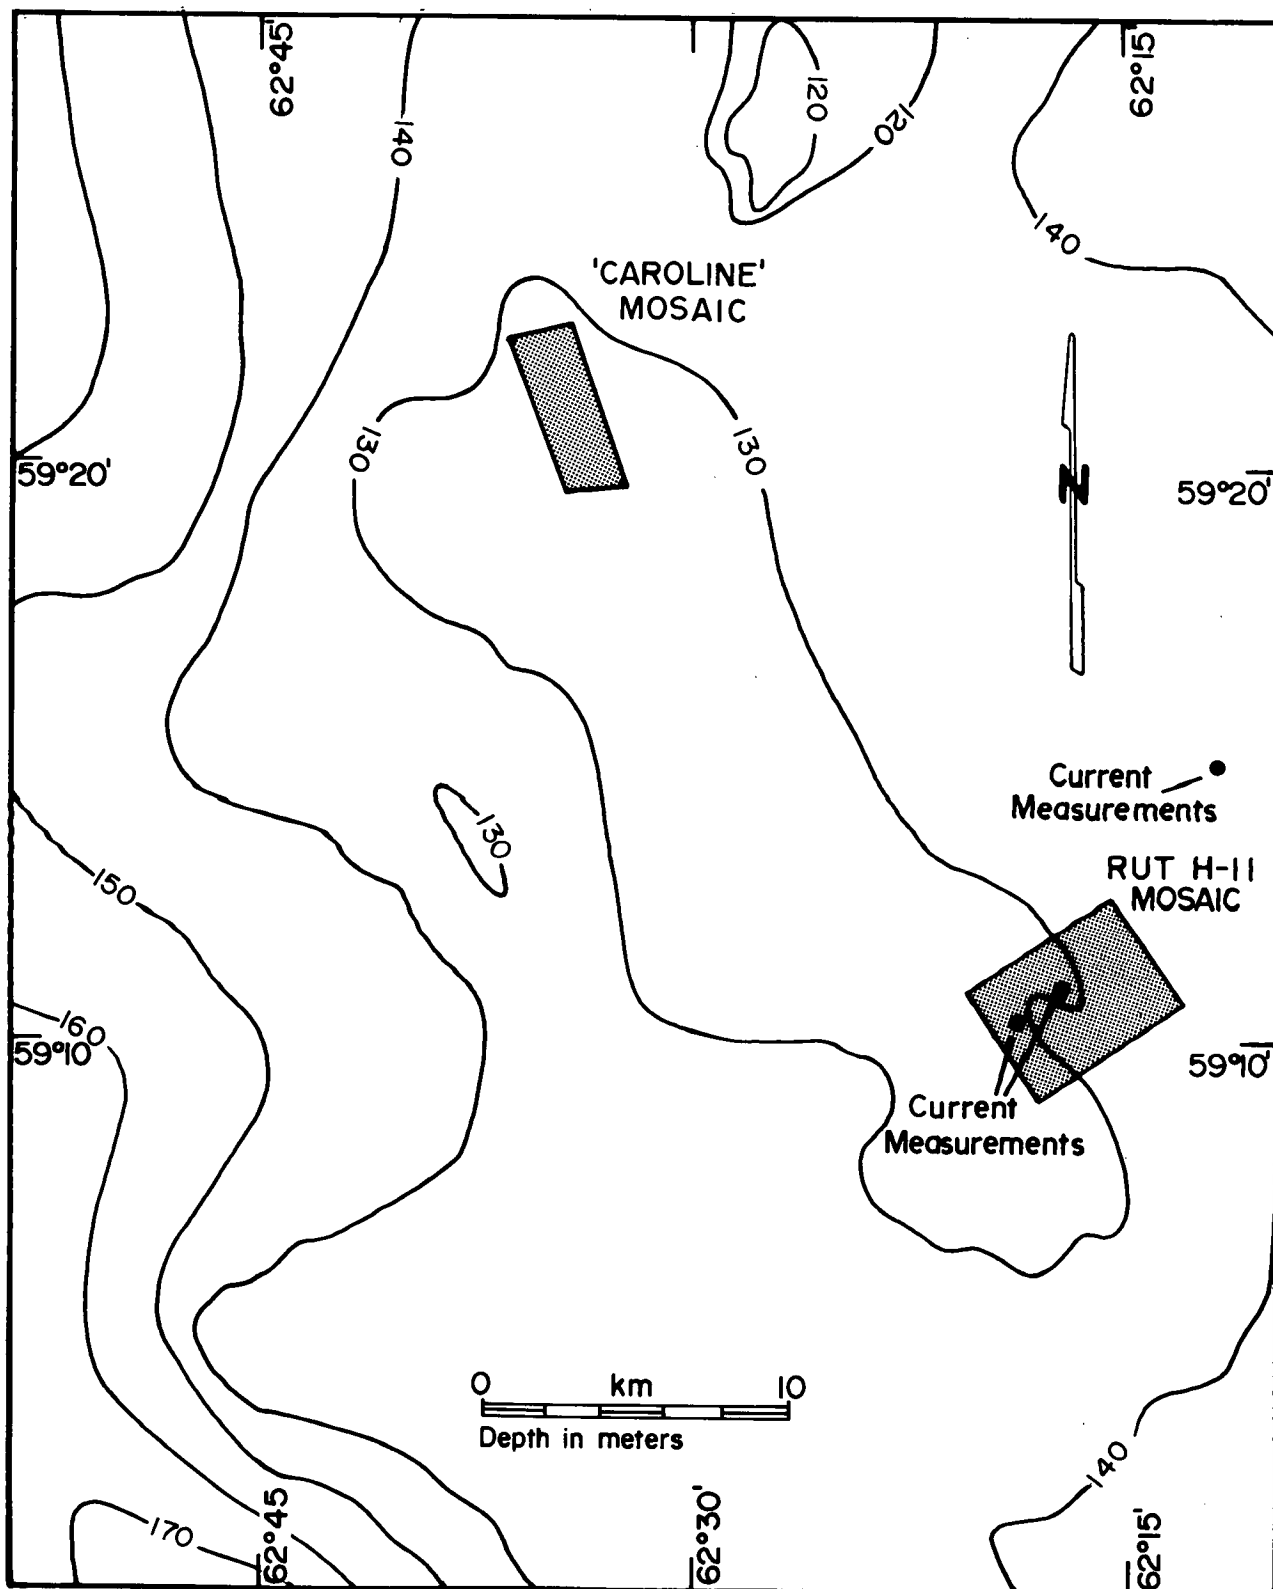 62°45'
62°15'
120
120
140
140
'CAROLINE'
MOSAIC
130
130
59°20'
N
59°20'
Current
Measurements
130
RUT H-11
MOSAIC
150
160
59°10'
59°10'
Current
Measurements
0 km 10
Depth in meters
140
170
62°45
62°30'
62°15'